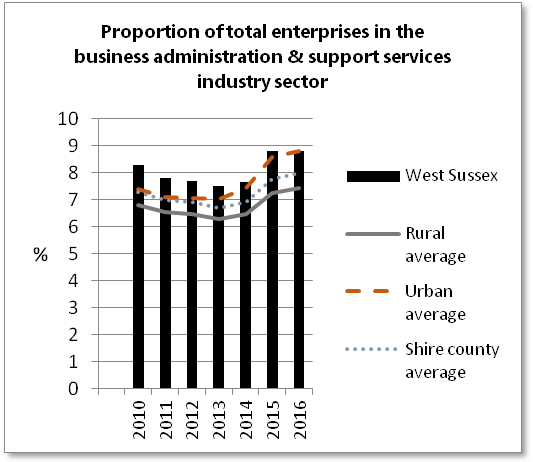 Proportion of total enterprises in the
business administration & support services
industry sector
10
9
8
7
6
5
4
3
2
1
0
%
2010
2011
2012
2013
2014
2015
2016
West Sussex
Rural
average
Urban
average
Shire county
average